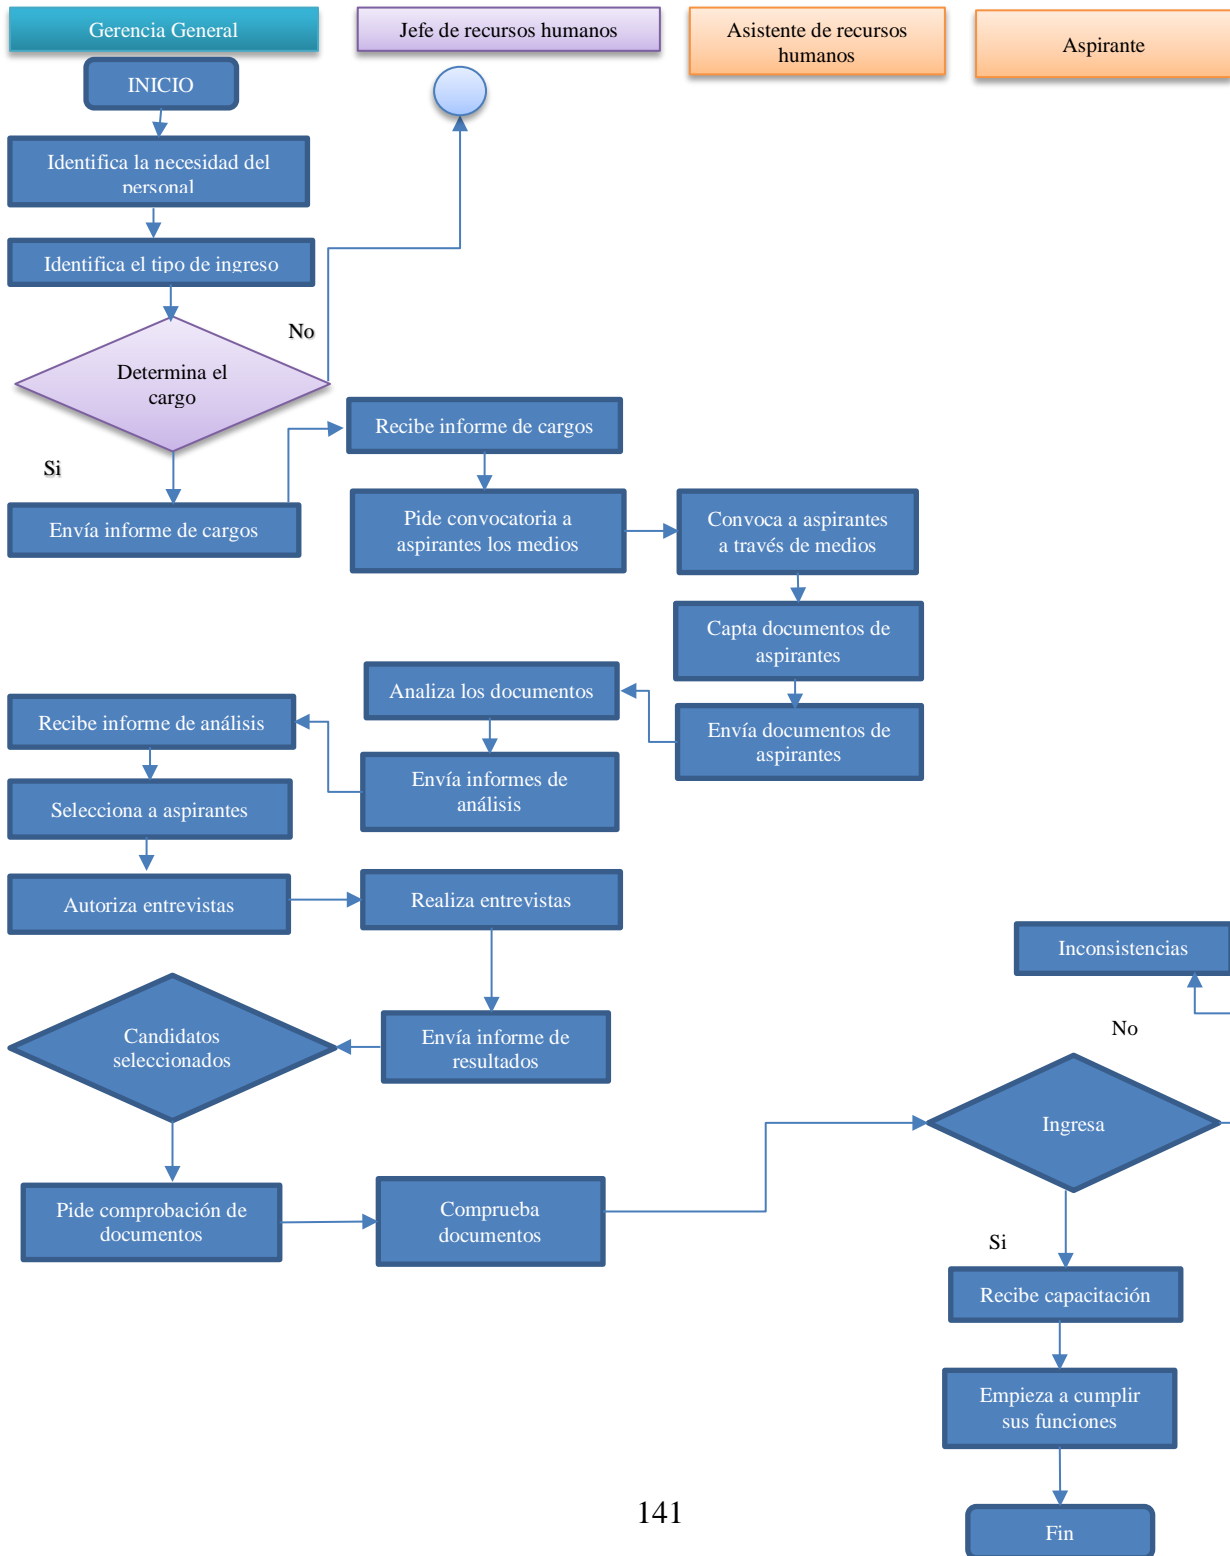 Gerencia General
Jefe de recursos humanos
Asistente de recursos
humanos
Aspirante
INICIO
Identifica la necesidad del
personal
Identifica el tipo de ingreso
No
Determina el
cargo
Si
Envía informe de cargos
Recibe informe de cargos
Pide convocatoria a
aspirantes los medios
Convoca a aspirantes
a través de medios
Capta documentos de
aspirantes
Envía documentos de
aspirantes
Analiza los documentos
Envía informes de
análisis
Recibe informe de análisis
Selecciona a aspirantes
Autoriza entrevistas
Realiza entrevistas
Envía informe de
resultados
Candidatos
seleccionados
Pide comprobación de
documentos
Comprueba
documentos
Inconsistencias
No
Ingresa
Si
Recibe capacitación
Empieza a cumplir
sus funciones
Fin
141